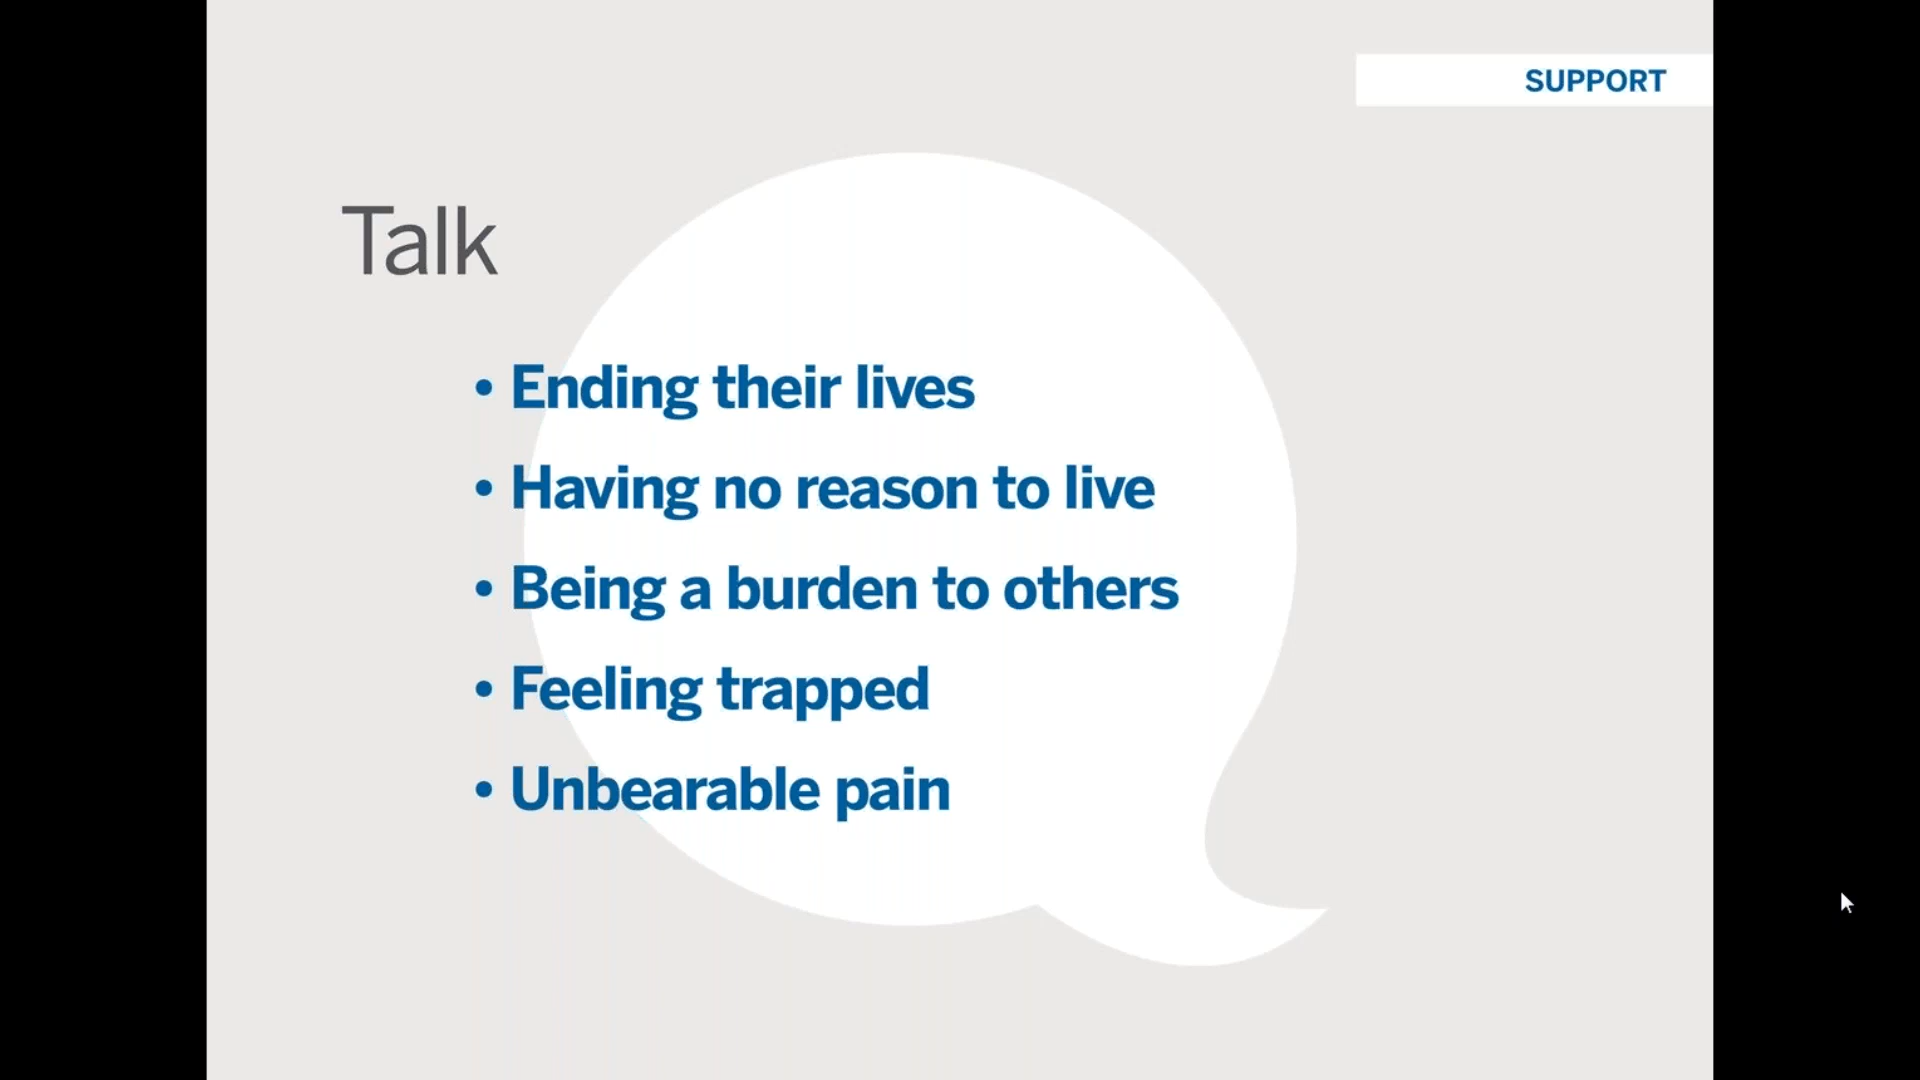 SUPPORT
Talk
• Ending their lives
• Having no reason to live
• Being a burden to others
• Feeling trapped
• Unbearable pain